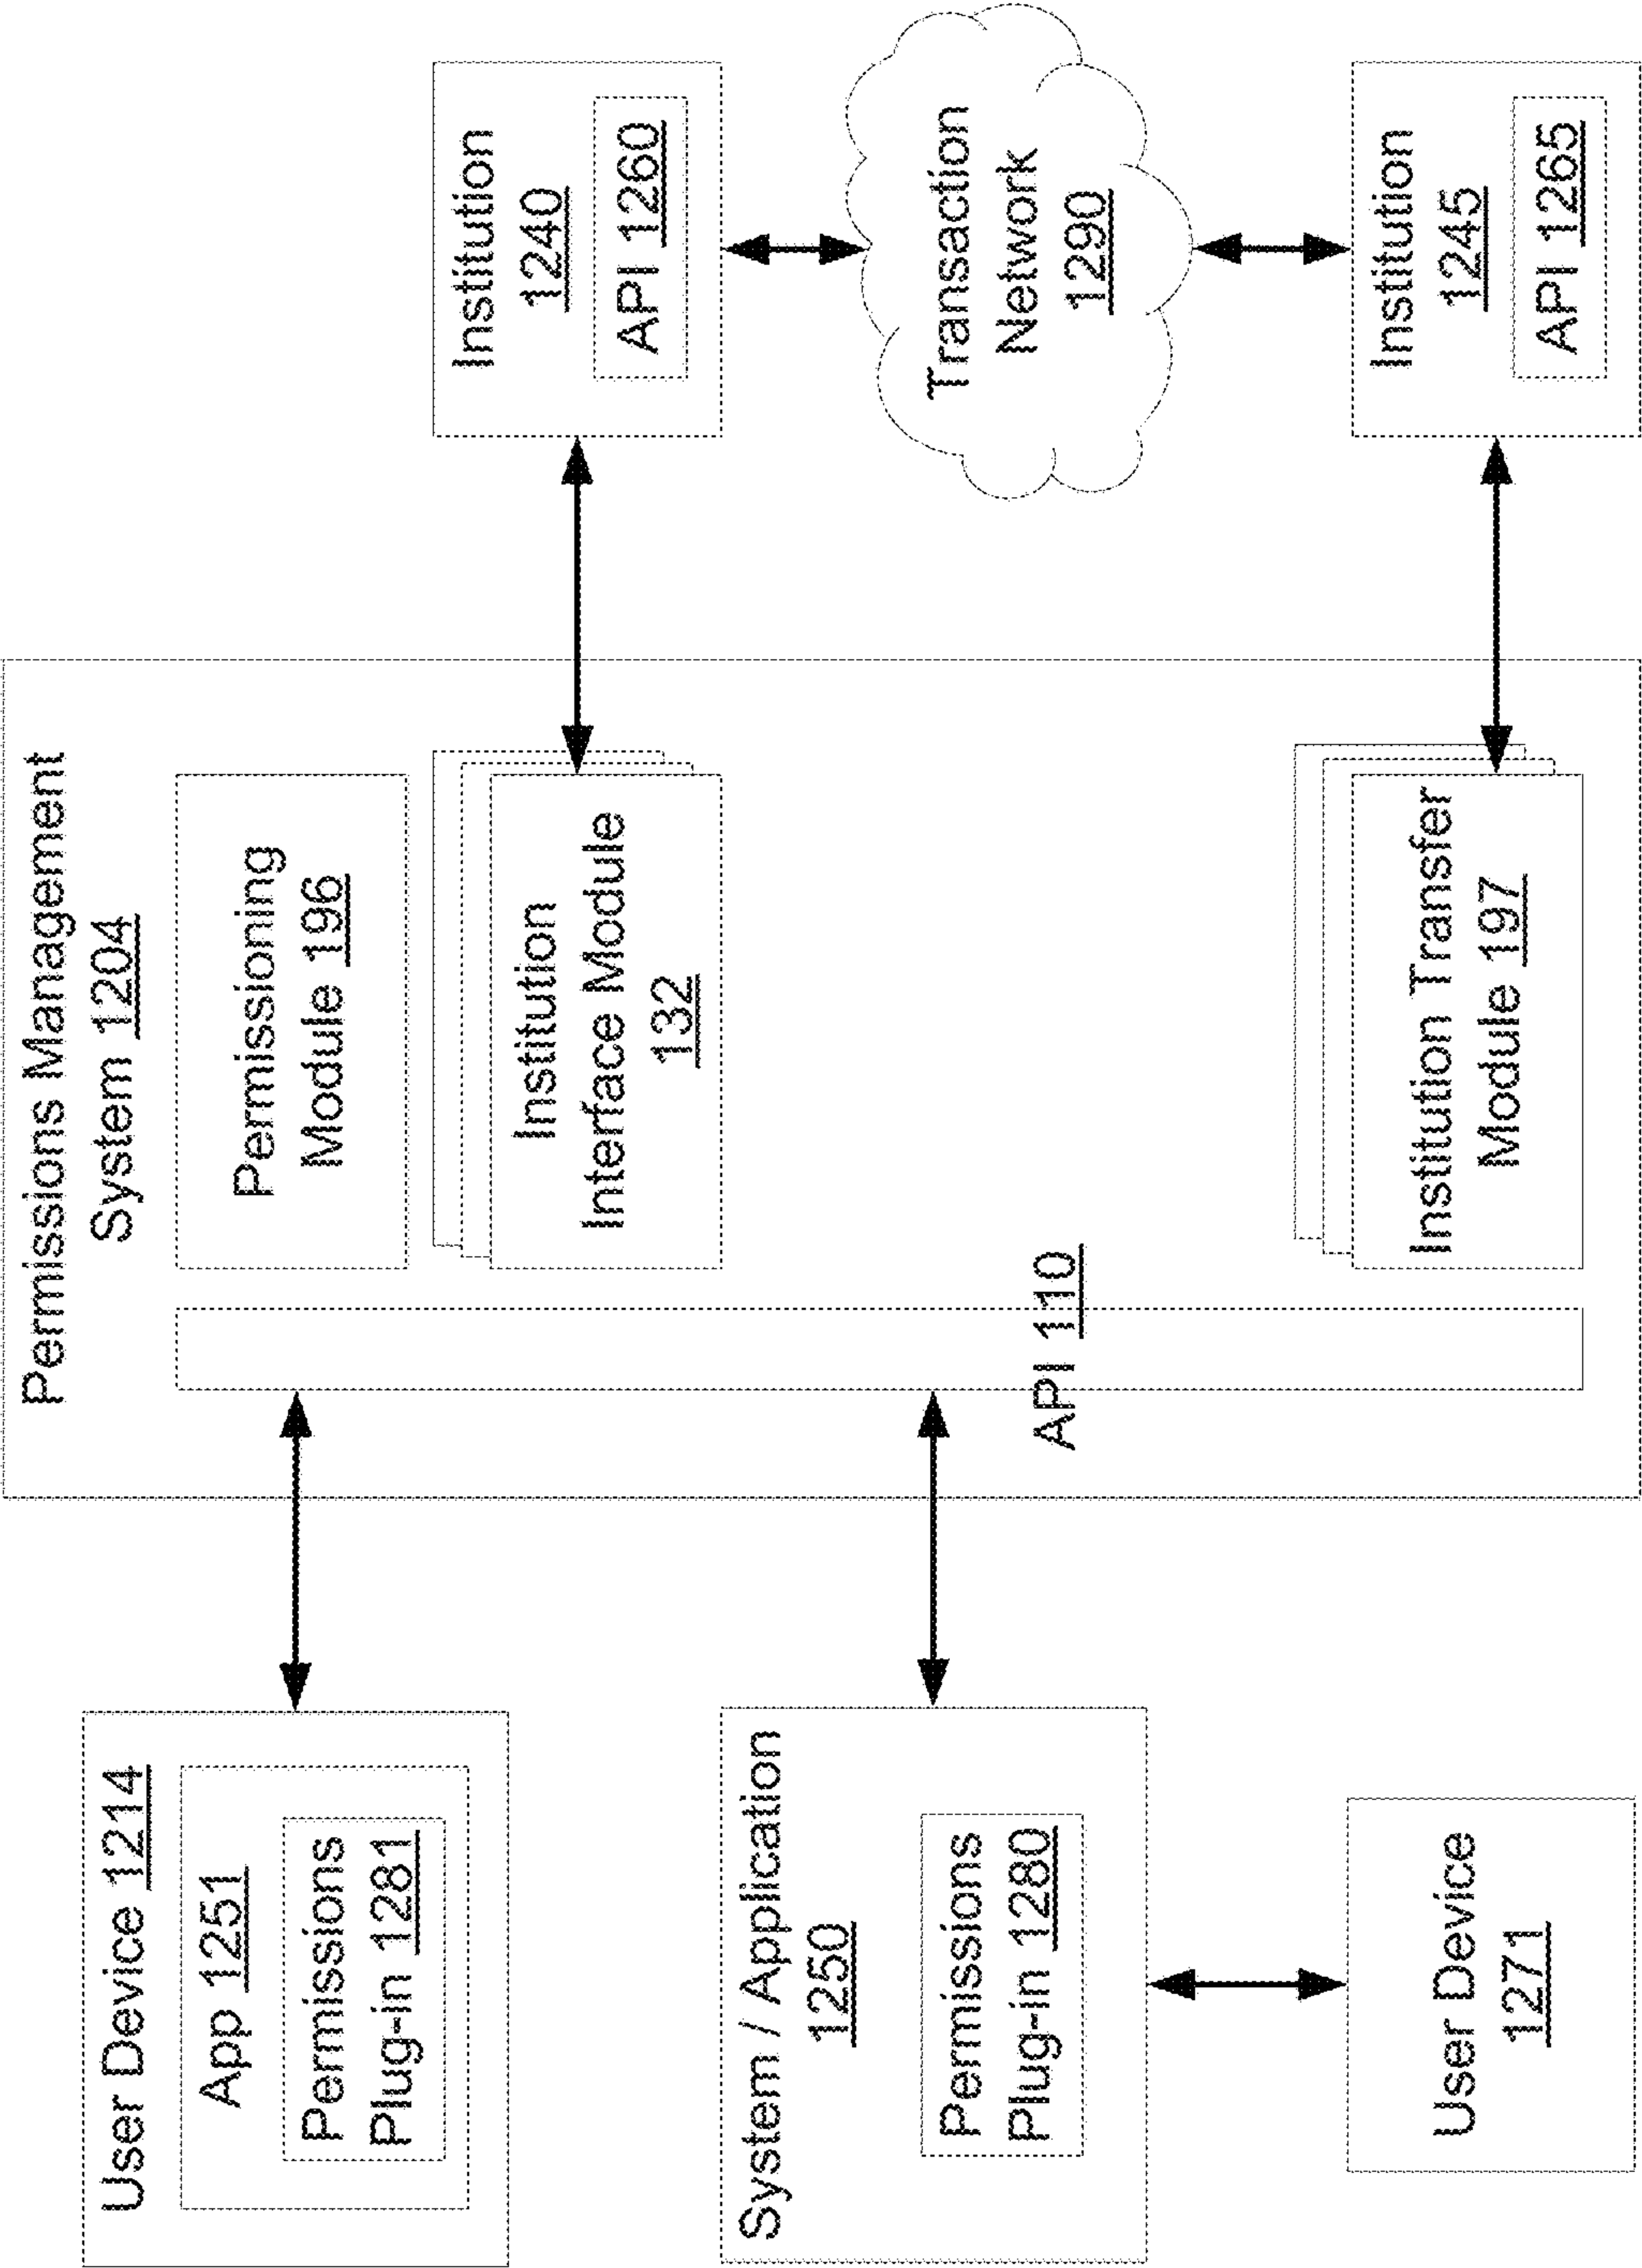 User Device 1214
App 1251
Permissions
Plug-in 1281
System / Application
1250
Permissions
Plug-in 1280
User Device
1271
Permissions Management
System 1204
API 110
Permissioning
Module 196
Institution
Interface Module
132
Institution Transfer
Module 197
Institution
1240
API 1260
Transaction
Network
1290
Institution
1245
API 1265